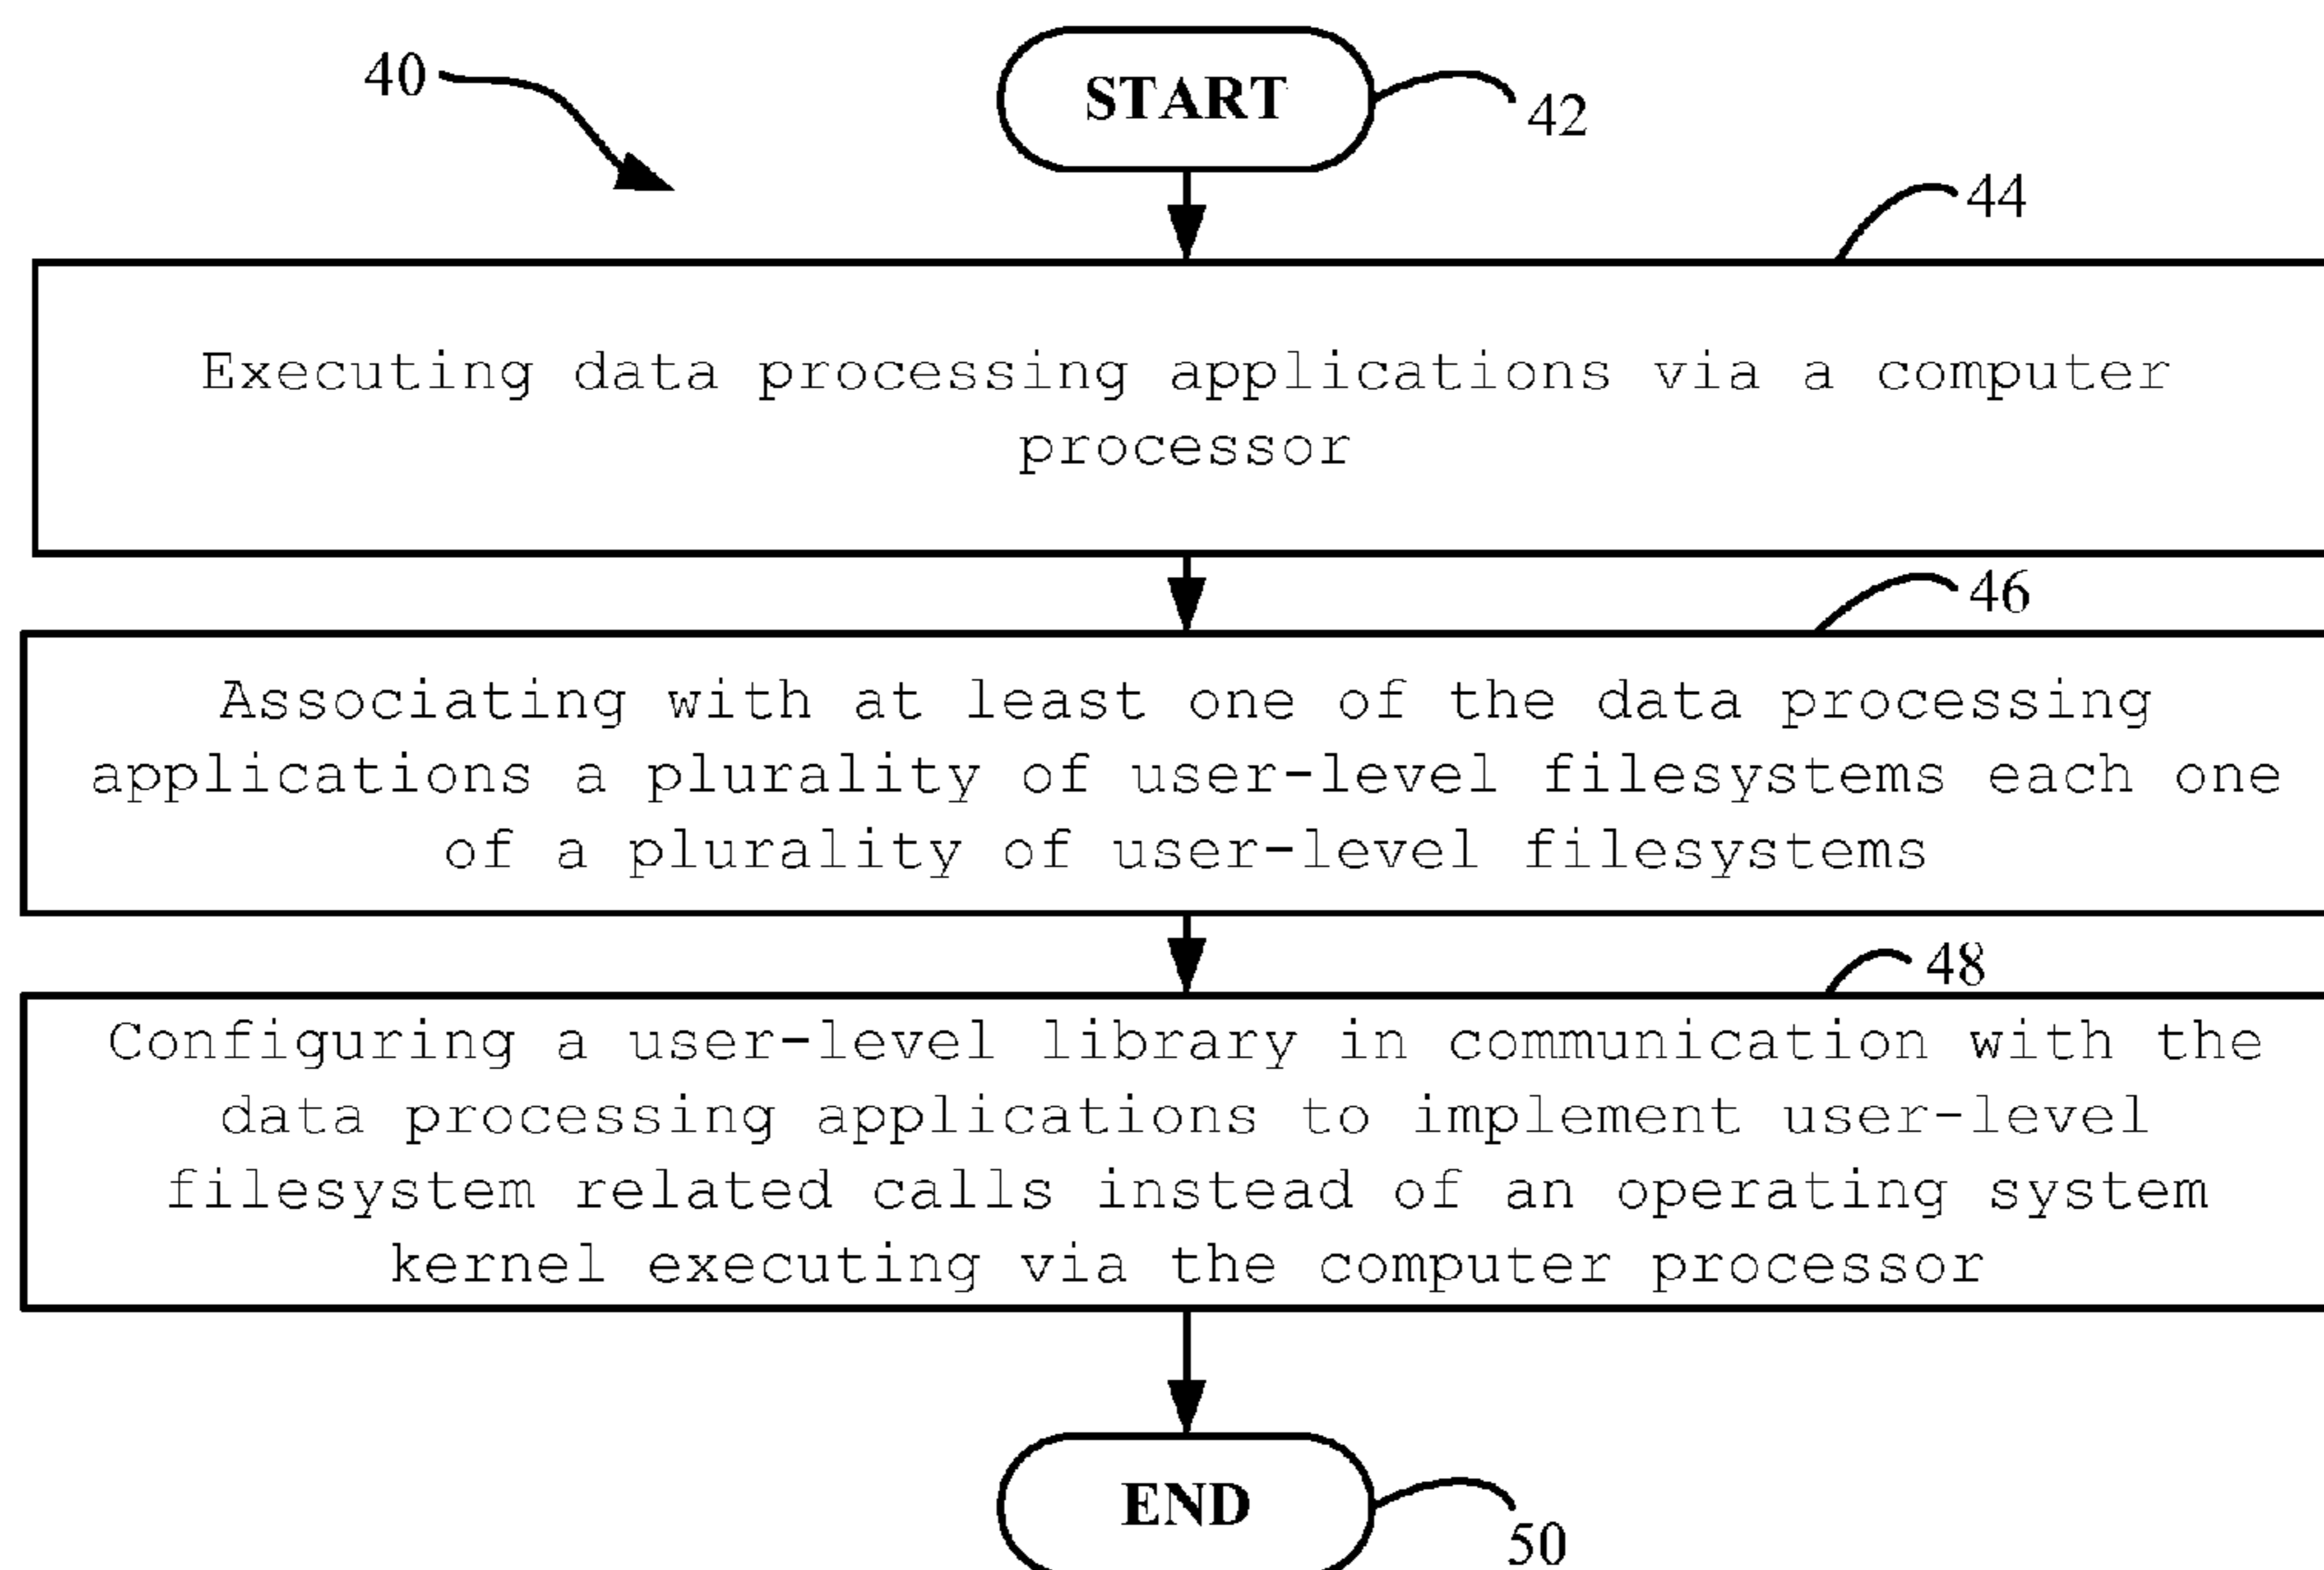 40
START
42
44
Executing data processing applications via a computer
processor
46
Associating with at least one of the data processing
applications a plurality of user-level filesystems each one
of a plurality of user-level filesystems
48
Configuring a user-level library in communication with the
data processing applications to implement user-level
filesystem related calls instead of an operating system
kernel executing via the computer processor
END
50